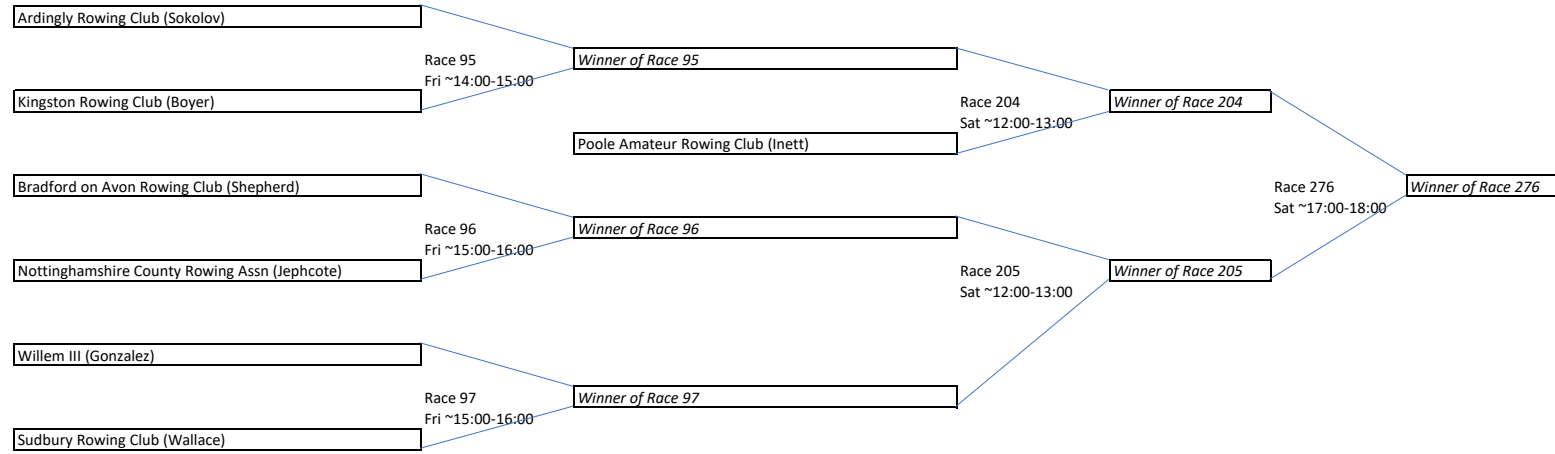 Ardingly Rowing Club (Sokolov)
Race 95
Fri ~14:00-15:00
Winner of Race 95
Kingston Rowing Club (Boyer)
Race 204
Sat ~12:00-13:00
Winner of Race 204
Poole Amateur Rowing Club (Inett)
Bradford on Avon Rowing Club (Shepherd)
Race 276
Sat ~17:00-18:00
Winner of Race 276
Race 96
Fri ~15:00-16:00
Winner of Race 96
Nottinghamshire County Rowing Assn (Jephcote)
Race 205
Sat ~12:00-13:00
Winner of Race 205
Willem III (Gonzalez)
Race 97
Fri ~15:00-16:00
Winner of Race 97
Sudbury Rowing Club (Wallace)